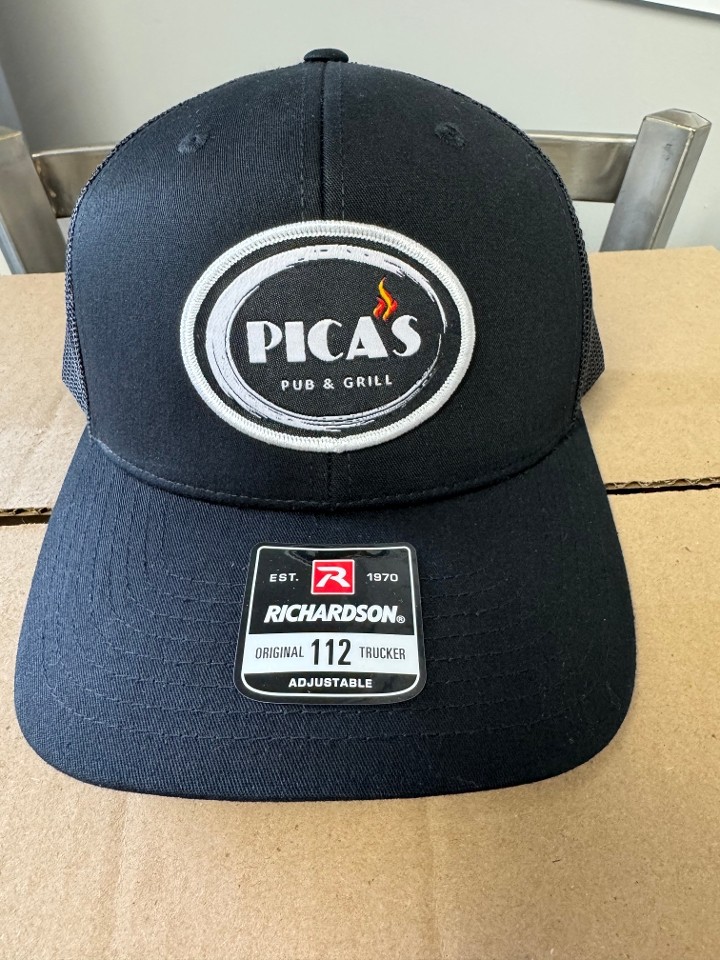 PICA'S
PUB & GRILL
EST. R 1970
RICHARDSON®
ORIGINAL 112 TRUCKER
ADJUSTABLE